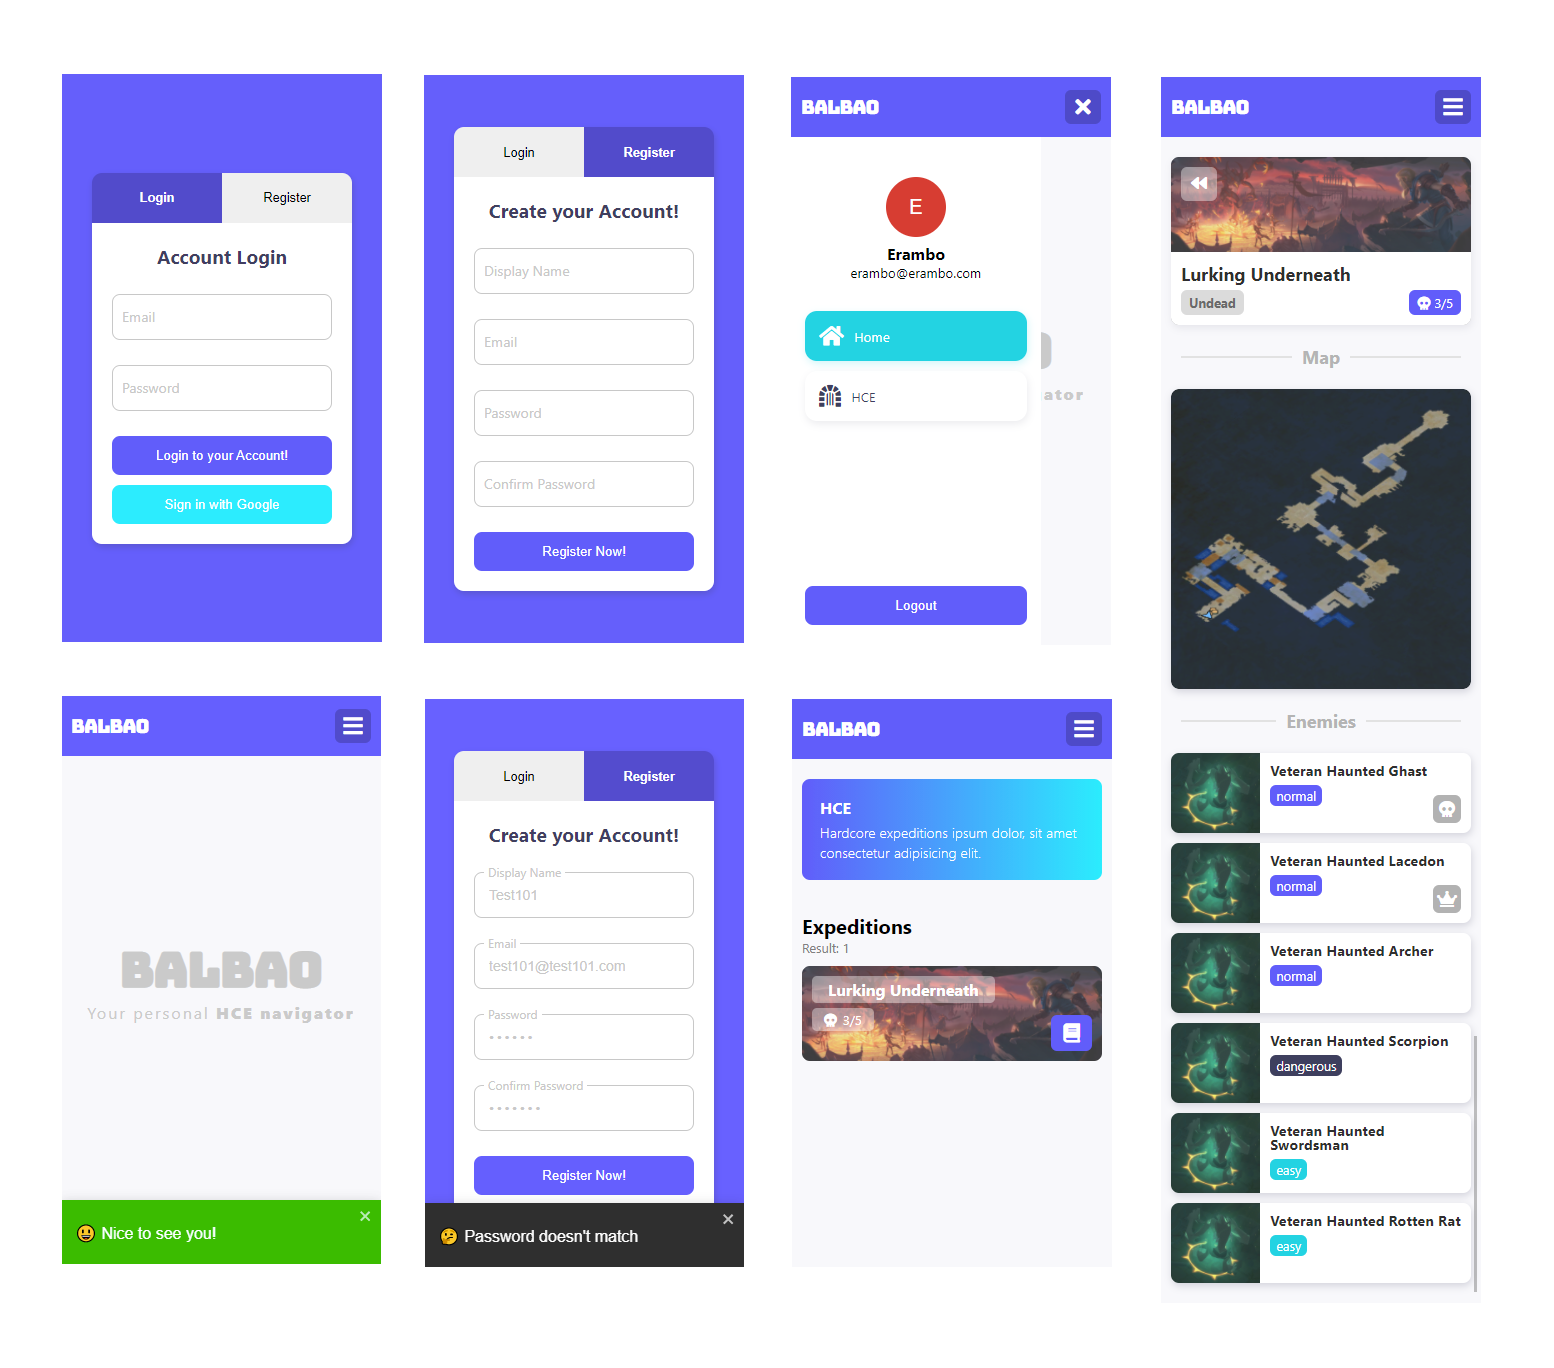 Login
Register
Account Login
Email
Password
Login to your Account!
Sign in with Google
Login
Register
Create your Account!
Display Name
Email
Password
Confirm Password
Register Now!
BALBAO
E
Erambo
erambo@erambo.com
Home
HCE
ator
Logout
BALBAO
Lurking Underneath
Undead
3/5
Map
Enemies
Veteran Haunted Ghast
normal
Veteran Haunted Lacedon
normal
Veteran Haunted Archer
normal
Veteran Haunted Scorpion
dangerous
Veteran Haunted
Swordsman
easy
Veteran Haunted Rotten Rat
easy
BALBAO
BALBAO
Your personal HCE navigator
Nice to see you!
Login
Register
Create your Account!
Display Name
Test101
Email
test101@test101.com
Password
Confirm Password
Register Now!
Password doesn't match
BALBAO
HCE
Hardcore expeditions ipsum dolor, sit amet
consectetur adipisicing elit.
Expeditions
Result: 1
Lurking Underneath
3/5